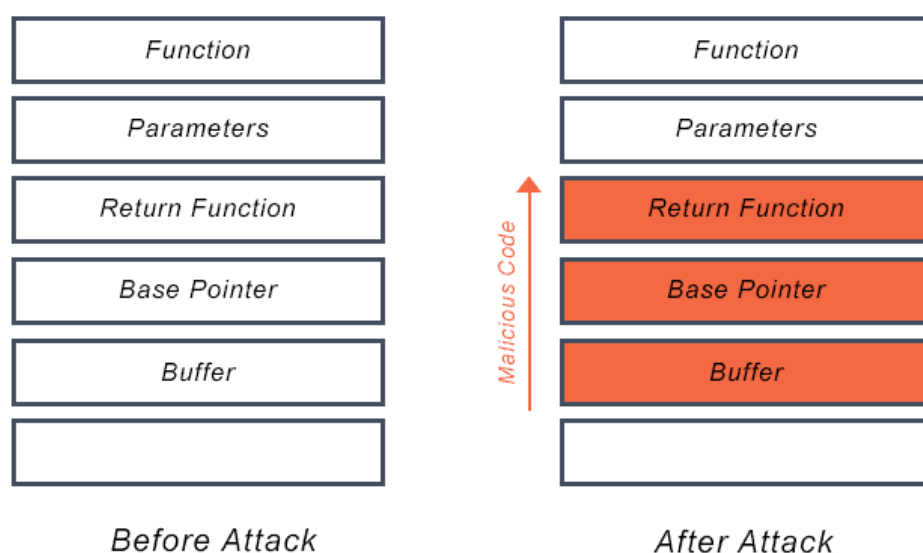 Function
Parameters
Return Function
Base Pointer
Buffer
Before Attack
Malicious Code
Function
Parameters
Return Function
Base Pointer
Buffer
After Attack